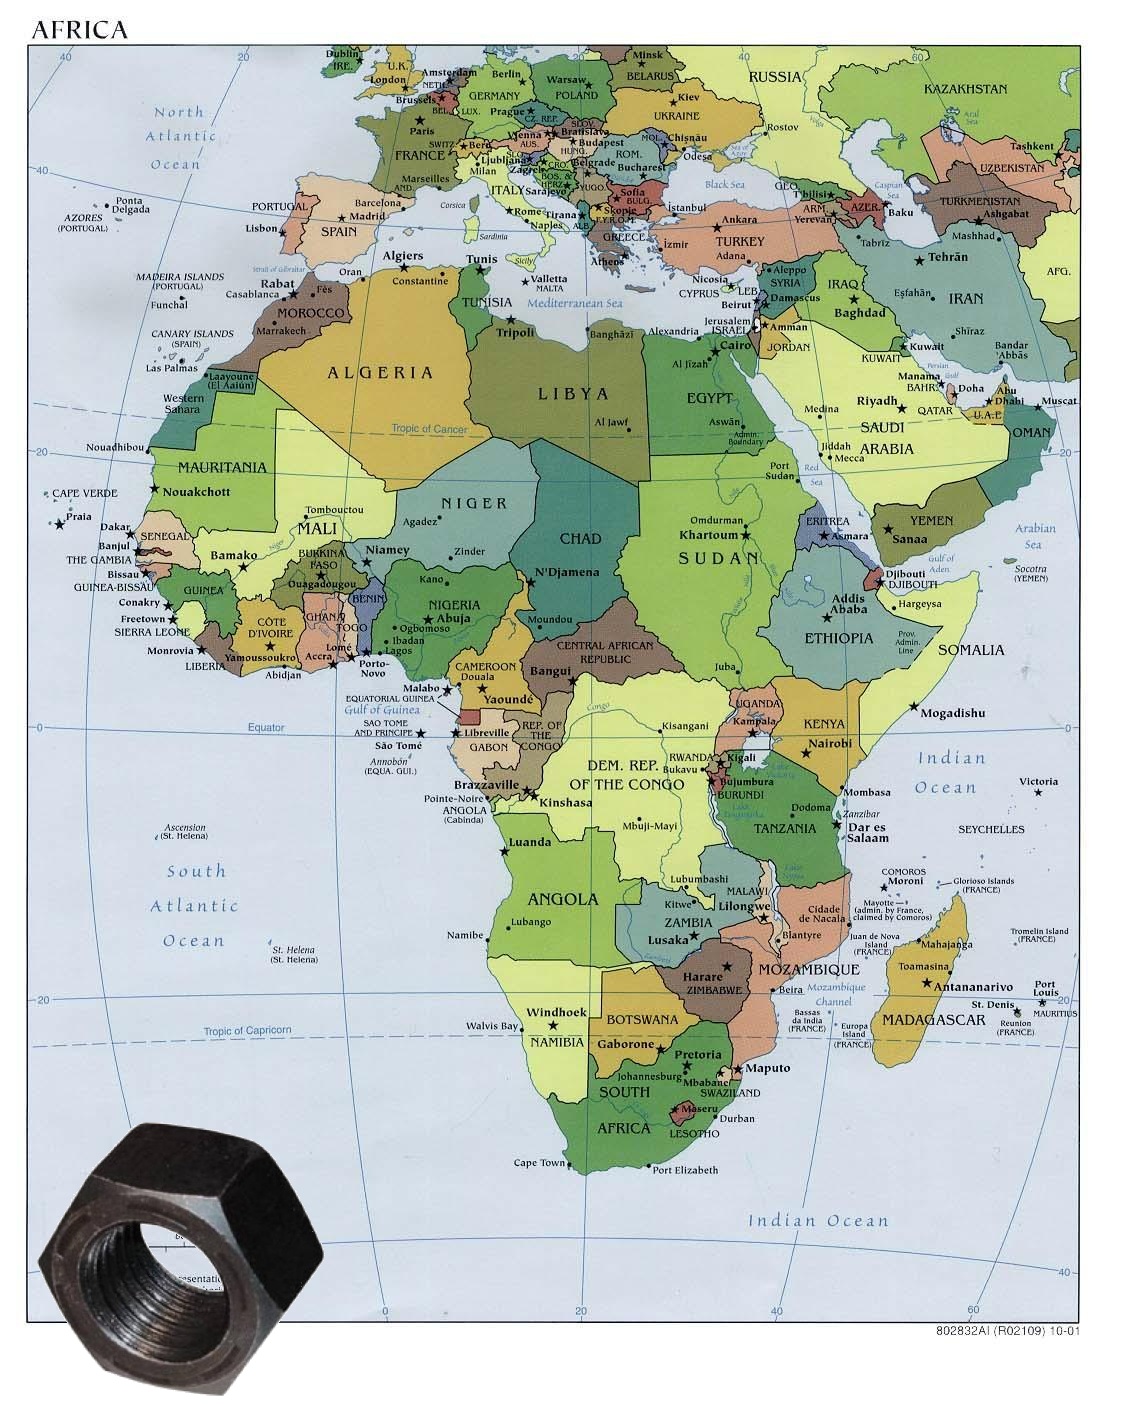 AFRICA
40
20
20
40
60
Dublin
IRE.
U.K.
London
Amsterdam
NETH.
Brussels
BEL.
LUX.
Berlin
GERMANY
Warsaw
POLAND
Minsk
BELARUS
RUSSIA
KAZAKHSTAN
Kiev
UKRAINE
Rostov
Volga
Aral
Sea
Prague
CZ. REP.
SLOV.
Paris
FRANCE
SWITZ.
Bern
Vienna
AUS.
Bratislava
Budapest
HUNG.
MOL.
Chişnău
Odesa
Sea of
Azov
Tashkent
UZBEKISTAN
Ljubljana
SLO.
Zagreb
CRO.
Belgrade
ROM.
Bucharest
Milan
BOS. &
HERZ.
YUGO.
Marseilles
AND.
ITALY
Sarajevo
Sofia
BULG.
Black Sea
GEO.
Tbilisi
Caspian
Sea
ARM.
Yerevan
AZER.
Baku
TURKMENISTAN
Ashgabat
North
Atlantic
Ocean
40
AZORES
(PORTUGAL)
Ponta
Delgada
PORTUGAL
Lisbon
Barcelona
Madrid
SPAIN
Corsica
Rome
Naples
Tirana
ALB.
Skopje
F.Y.R.O.M.
İstanbul
Ankara
GREECE
İzmir
TURKEY
Adana
Athens
Tabrīz
Mashhad
Tehrān
Sardinia
Sicily
Strait of Gibraltar
Algiers
Oran
Constantine
Tunis
Valletta
MALTA
Nicosia
CYPRUS
LEB.
Beirut
Aleppo
SYRIA
Damascus
IRAQ
Baghdad
Eşfahān
IRAN
AFG.
MADEIRA ISLANDS
(PORTUGAL)
Funchal
Rabat
Casablanca
Fès
MOROCCO
Marrakech
TUNISIA
Mediterranean Sea
Tripoli
Banghāzī
Alexandria
Jerusalem
ISRAEL
Amman
JORDAN
Cairo
Al Jīzah
Kuwait
KUWAIT
Shīrāz
Bandar
'Abbās
Persian
Gulf
CANARY ISLANDS
(SPAIN)
Las Palmas
Laayoune
(El Aaiún)
Western
Sahara
ALGERIA
LIBYA
EGYPT
Al Jawf
Aswān
Admin.
Boundary
Manama
BAHR.
Doha
QATAR
Abu
Dhabi
U.A.E
Muscat
OMAN
Riyadh
SAUDI
ARABIA
Medina
Jiddah
Mecca
Tropic of Cancer
Nouadhibou
20
20
MAURITANIA
Nouakchott
NIGER
Agadez
Zinder
CHAD
N'Djamena
Port
Sudan
Red
Sea
CAPE VERDE
Praia
Dakar
SENEGAL
Banjul
THE GAMBIA
Bissau
GUINEA-BISSAU
Tombouctou
MALI
Niger
Bamako
BURKINA
FASO
Ouagadougou
Niamey
Omdurman
Khartoum
SUDAN
ERITREA
Asmara
YEMEN
Sanaa
Arabian
Sea
Gulf of
Aden
Socotra
(YEMEN)
Djibouti
DJIBOUTI
Hargeysa
GUINEA
Conakry
Freetown
SIERRA LEONE
Monrovia
LIBERIA
CÔTE
D'IVOIRE
Yamoussoukro
Abidjan
GHANA
Accra
TOGO
Lomé
BENIN
Porto-
Novo
Kano
NIGERIA
Abuja
Ogbomoso
Ibadan
Lagos
Moundou
CENTRAL AFRICAN
REPUBLIC
Bangui
Addis
Ababa
ETHIOPIA
Prov.
Admin.
Line
SOMALIA
Juba
CAMEROON
Douala
Yaoundé
Malabo
EQUATORIAL GUINEA
Gulf of Guinea
SAO TOME
AND PRINCIPE
São Tomé
Annobón
(EQUA. GUI.)
Libreville
GABON
REP. OF
THE
CONGO
Congo
Kisangani
UGANDA
Kampala
KENYA
Nairobi
Mogadishu
0
Equator
0
DEM. REP.
OF THE CONGO
RWANDA
Kigali
Bukavu
Bujumbura
BURUNDI
Lake
Victoria
Indian
Ocean
Victoria
Brazzaville
Pointe-Noire
Kinshasa
ANGOLA
(Cabinda)
Mbuji-Mayi
Lake
Tanganyika
Dodoma
TANZANIA
Mombasa
Zanzibar
Dar es
Salaam
SEYCHELLES
Ascension
(St. Helena)
Luanda
South
Atlantic
Ocean
ANGOLA
Lubango
Namibe
Lubumbashi
Kitwe
ZAMBIA
Lusaka
Zambezi
MALAWI
Lilongwe
Lake
Nyasa
Blantyre
Cidade
de Nacala
COMOROS
Moroni
Mayotte
(admin. by France,
claimed by Comoros)
Glorioso Islands
(FRANCE)
Juan de Nova
Island
(FRANCE)
Mahajanga
Tromelin Island
(FRANCE)
St. Helena
(St. Helena)
Harare
ZIMBABWE
MOZAMBIQUE
Beira
Mozambique
Channel
Toamasina
Antananarivo
MADAGASCAR
Port
Louis
MAURITIUS
St. Denis
Reunion
(FRANCE)
20
20
Bassas
da India
(FRANCE)
Europa
Island
(FRANCE)
Tropic of Capricorn
Walvis Bay
Windhoek
NAMIBIA
BOTSWANA
Gaborone
Pretoria
Johannesburg
Mbabane
SWAZILAND
Maputo
SOUTH
AFRICA
Maseru
LESOTHO
Durban
Cape Town
Port Elizabeth
Indian Ocean
40
0
20
40
60
802832AI (R02109) 10-01